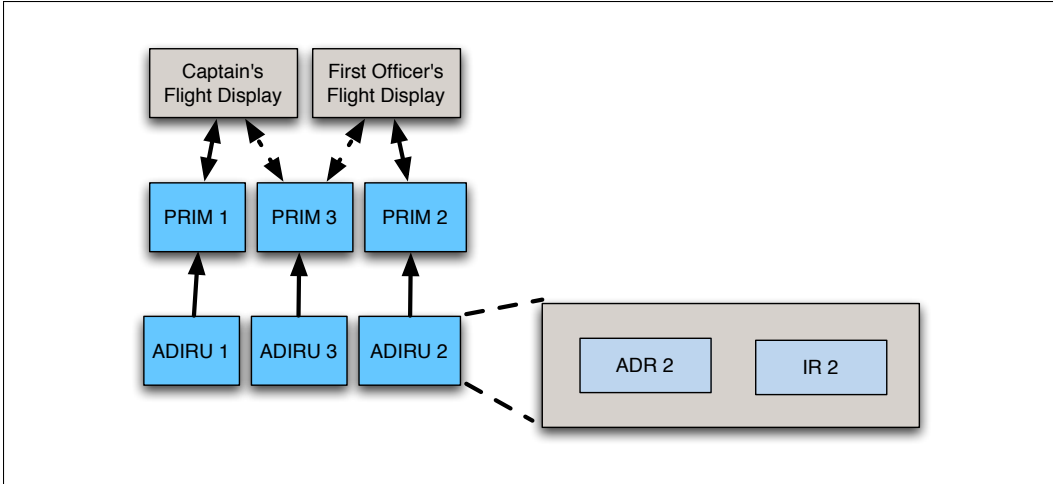 Captain's
Flight Display
First Officer's
Flight Display
PRIM 1
PRIM 3
PRIM 2
ADIRU 1
ADIRU 3
ADIRU 2
ADR 2
IR 2